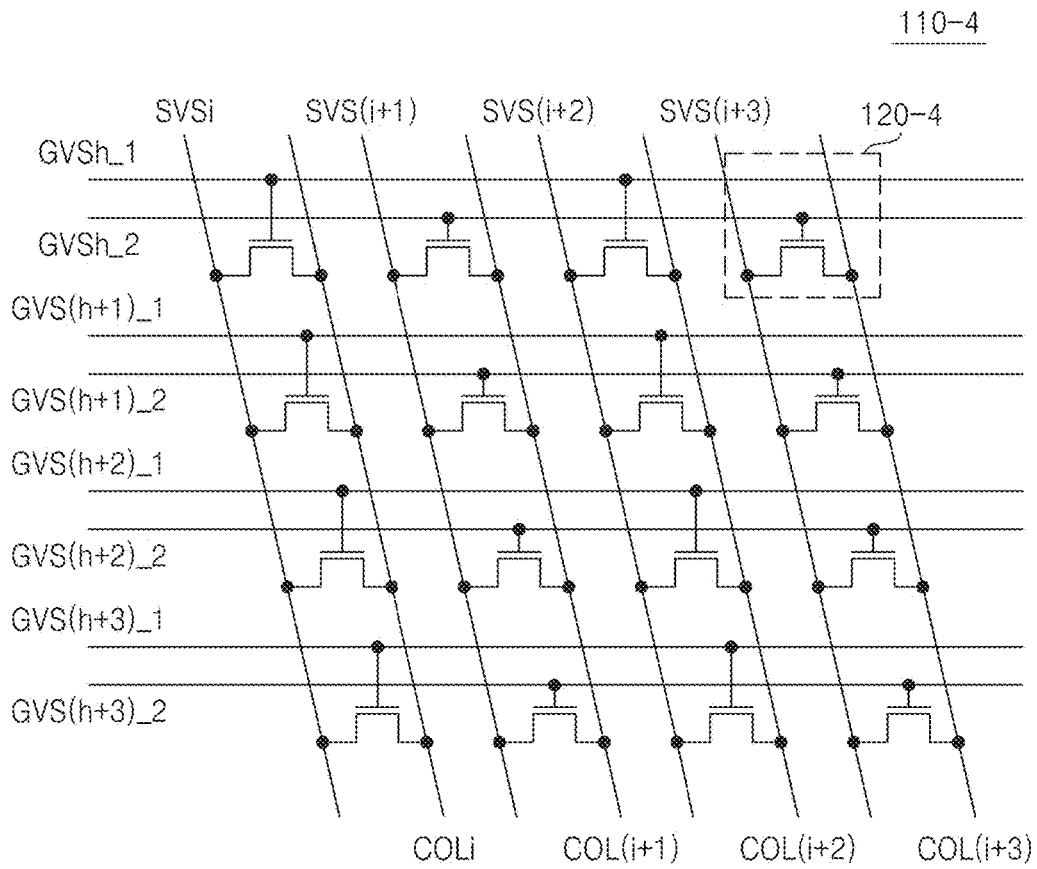 110-4
SVSi SVS(i+1) SVS(i+2) SVS(i+3) 120-4
GVSh_1
GVSh_2
GVS(h+1)_1
GVS(h+1)_2
GVS(h+2)_1
GVS(h+2)_2
GVS(h+3)_1
GVS(h+3)_2
COLi COL(i+1) COL(i+2) COL(i+3)